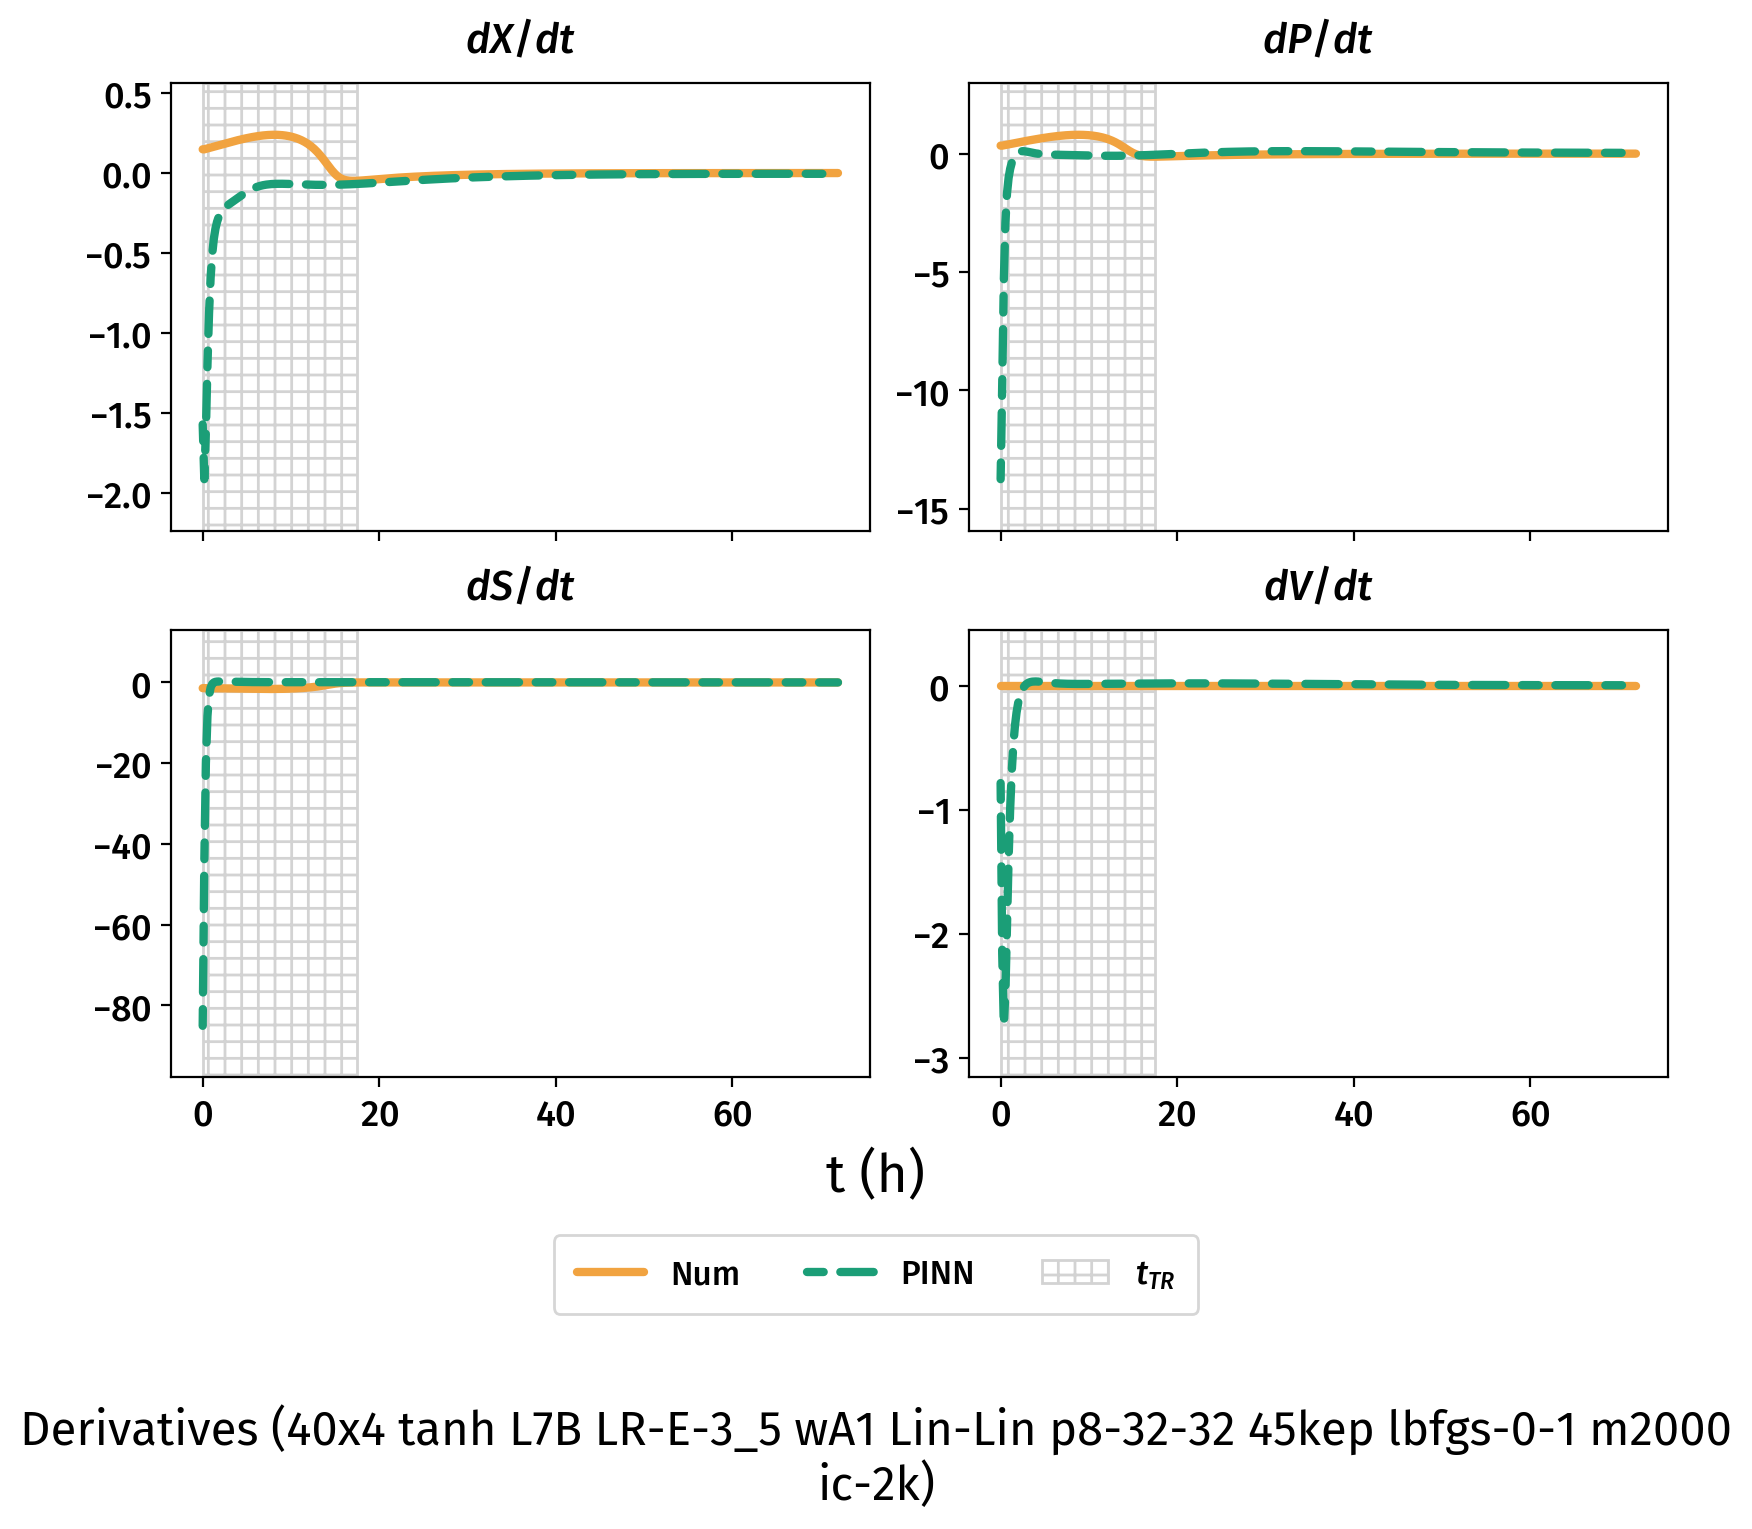 dX/dt
dP/dt
0.5
0.0
−0.5
−1.0
−1.5
−2.0
0
−5
−10
−15
dS/dt
dV/dt
0
−20
−40
−60
−80
0
−1
−2
−3
0 20 40 60
0 20 40 60
t (h)
Num PINN tTR
Derivatives (40x4 tanh L7B LR-E-3_5 wA1 Lin-Lin p8-32-32 45kep lbfgs-0-1 m2000
ic-2k)